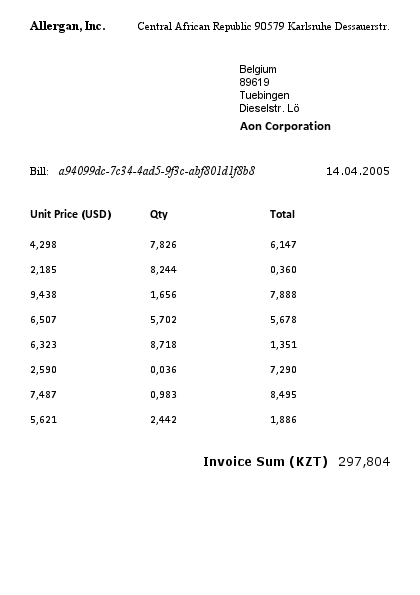 Allergan, Inc. Central African Republic 90579 Karlsruhe Dessauerstr.
Belgium
89619
Tuebingen
Dieselstr. Lö
Aon Corporation
Bill: a94099dc-7c34-4ad5-9f3c-abf801d1f8b8 14.04.2005
Unit Price (USD) Qty Total
4,298 7,826 6,147
2,185 8,244 0,360
9,438 1,656 7,888
6,507 5,702 5,678
6,323 8,718 1,351
2,590 0,036 7,290
7,487 0,983 8,495
5,621 2,442 1,886
Invoice Sum (KZT) 297,804